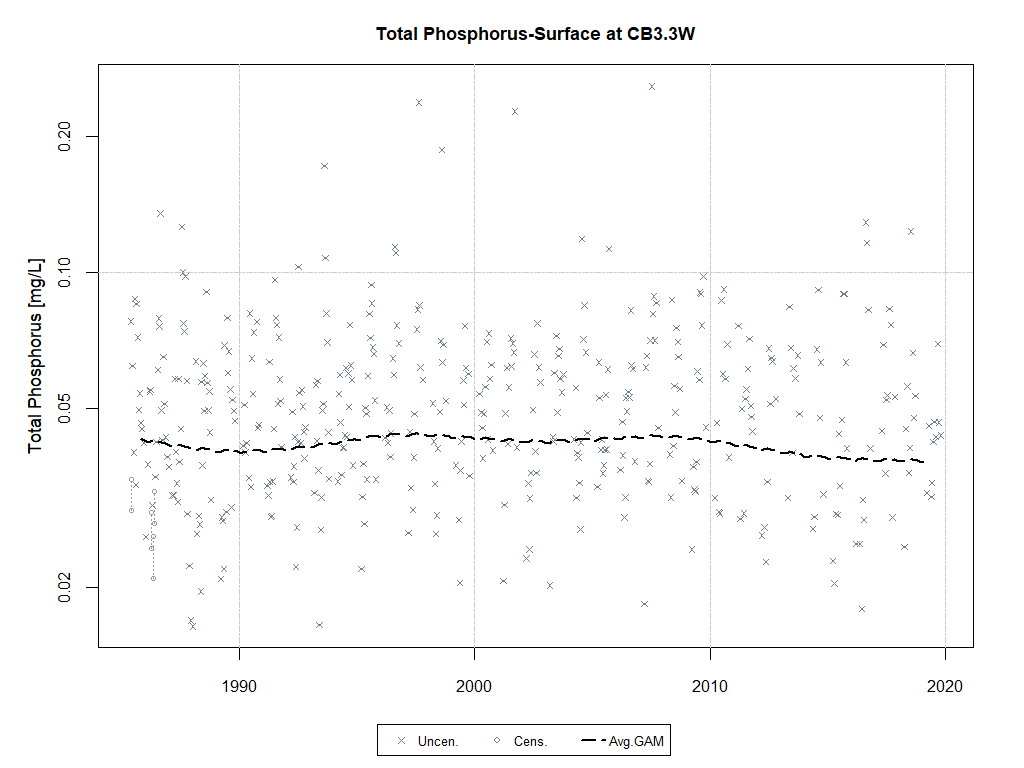 Total Phosphorus-Surface at CB3.3W
Total Phosphorus [mg/L]
0.20
0.10
0.05
0.02
1990 2000 2010 2020
Uncen. Cens. Avg.GAM